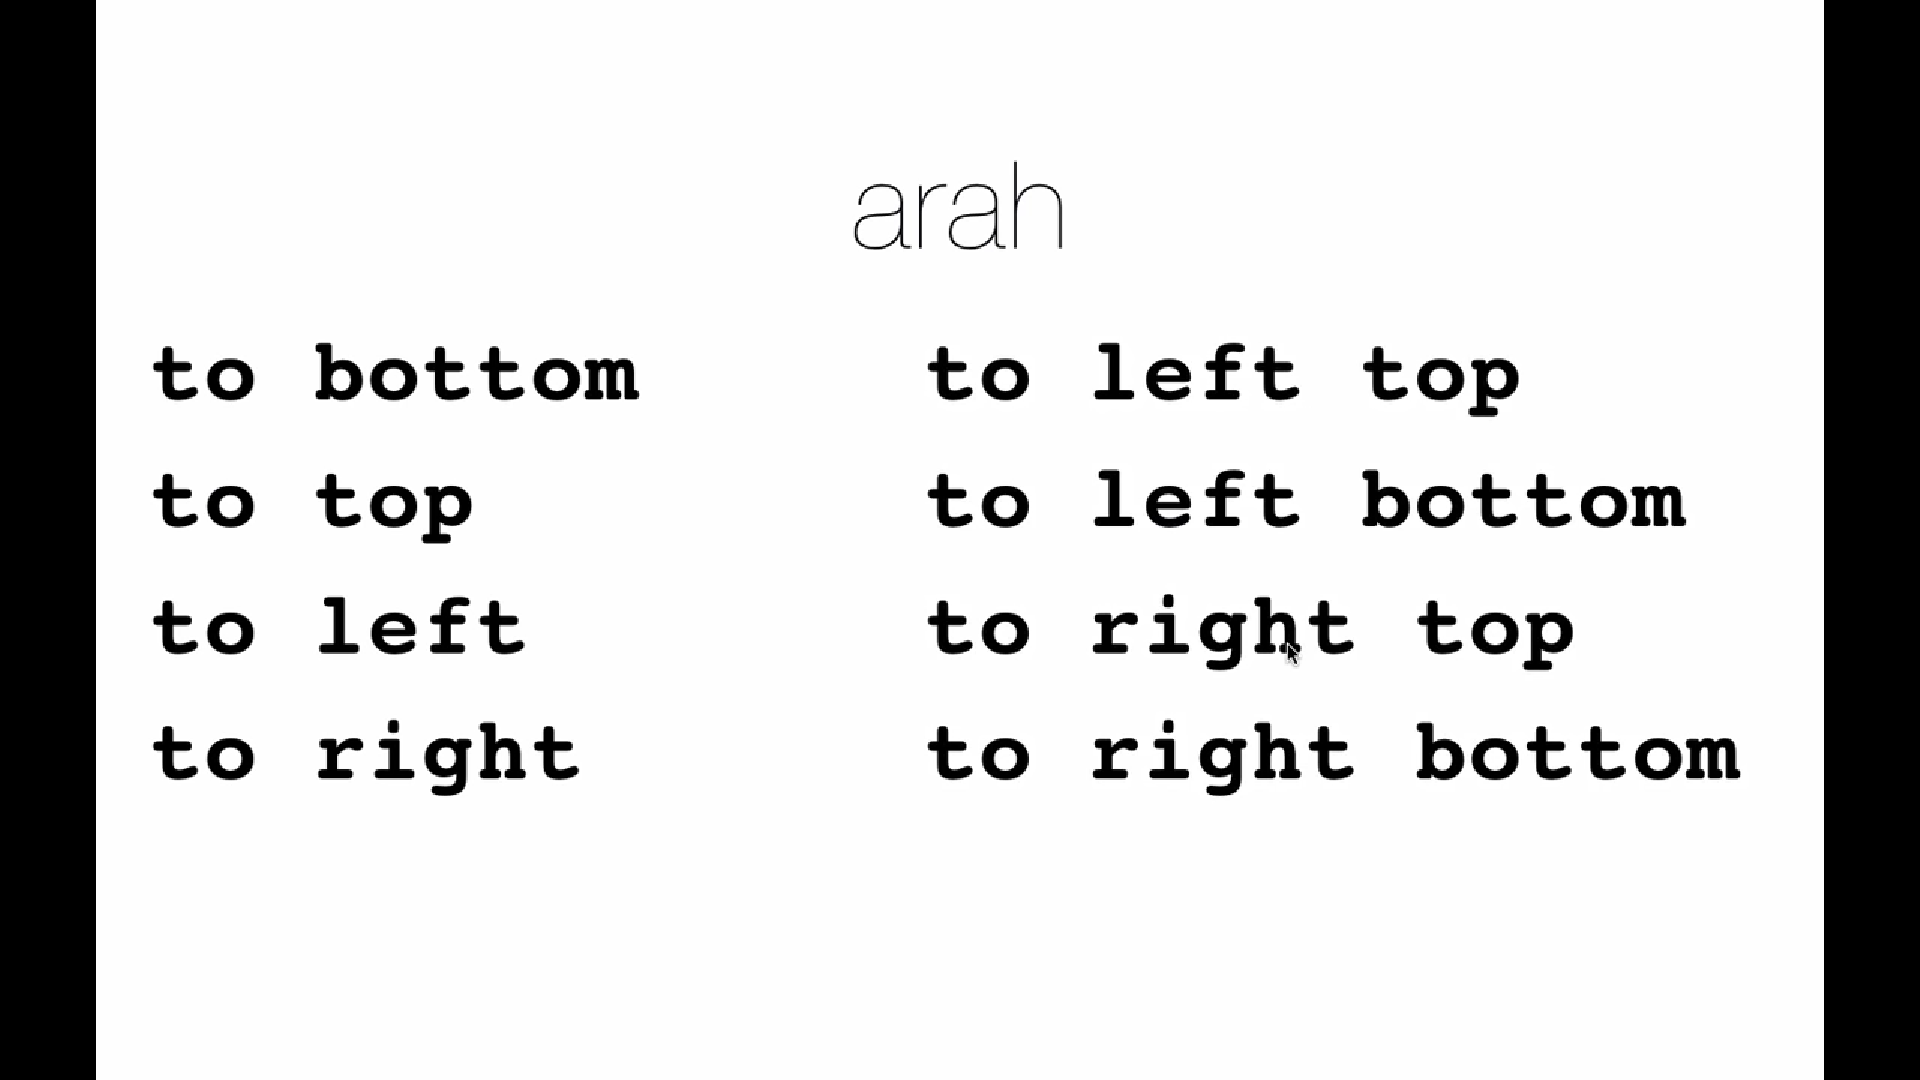 arah
to bottom
to top
to left
to right
to left top
to left bottom
to right top
to right bottom